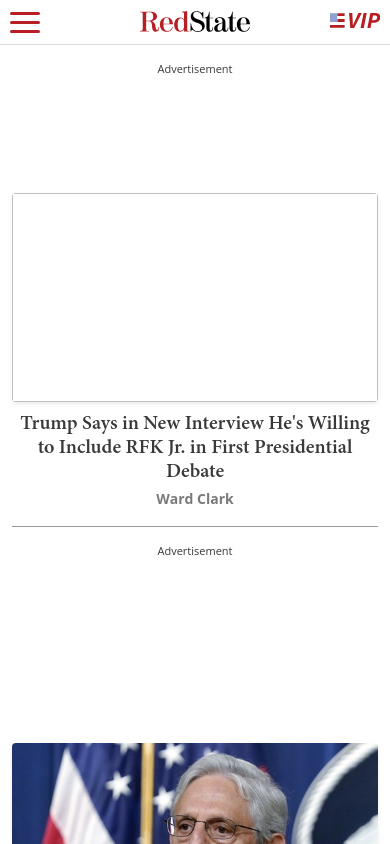 RedState
VIP
Advertisement
Trump Says in New Interview He's Willing
to Include RFK Jr. in First Presidential
Debate
Ward Clark
Advertisement